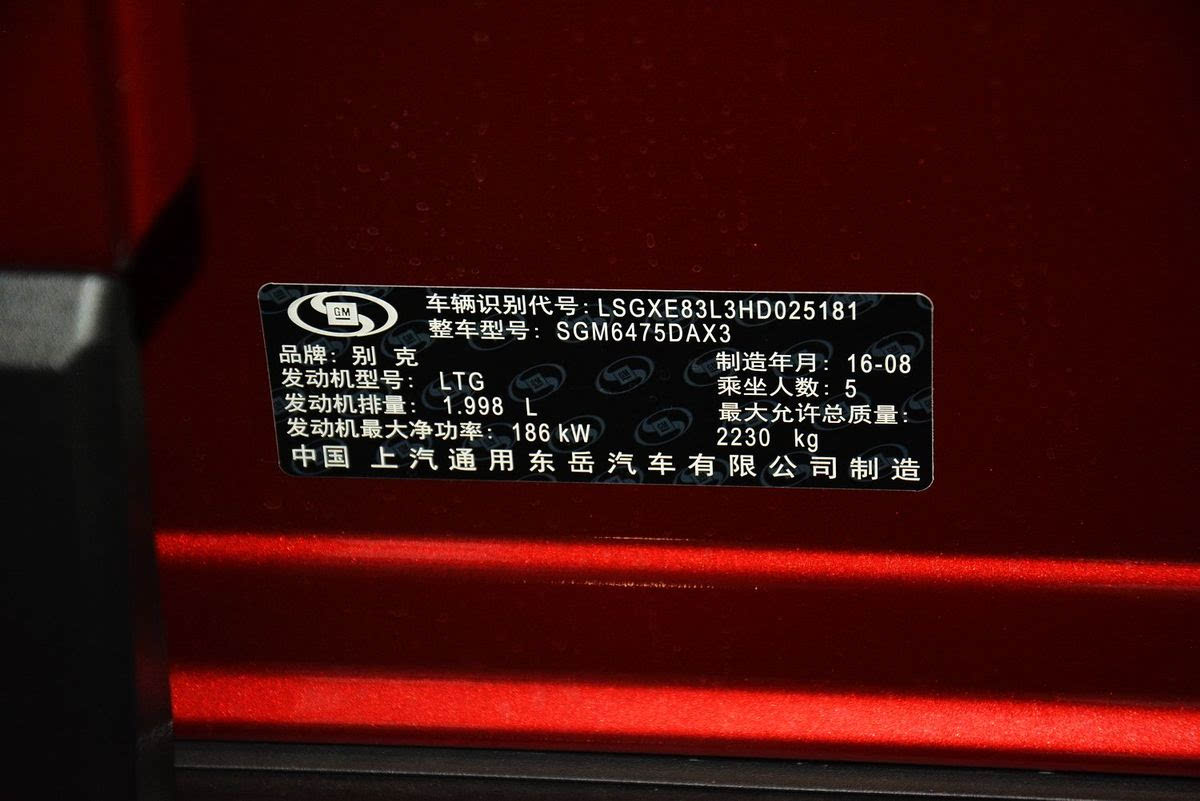 GM
车辆识别代号: LSGXE83L3HD025181
整车型号: SGM6475DAX3
品牌: 别 克
制造年月: 16-08
发动机型号: LTG
乘坐人数: 5
发动机排量: 1.998 L
最大允许总质量:
2230 kg
发动机最大净功率: 186 kW
中国 上汽通用东岳汽车有限公司制造